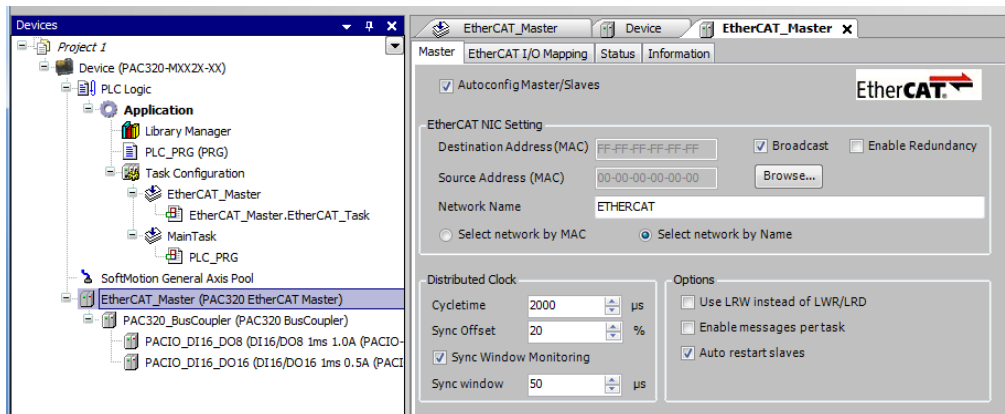 Devices
Project 1
Device (PAC320-MXX2X-XX)
PLC Logic
Application
Library Manager
PLC_PRG (PRG)
Task Configuration
EtherCAT_Master
EtherCAT_Master.EtherCAT_Task
MainTask
PLC_PRG
SoftMotion General Axis Pool
EtherCAT_Master (PAC320 EtherCAT Master)
PAC320_BusCoupler (PAC320 BusCoupler)
PACIO_DI16_DO8 (DI16/DO8 1ms 1.0A (PACIO-
PACIO_DI16_DO16 (DI16/DO16 1ms 0.5A (PACI
EtherCAT_Master Device EtherCAT_Master
Master EtherCAT I/O Mapping Status Information
Autoconfig Master/Slaves
EtherCAT
EtherCAT NIC Setting
Destination Address (MAC) FF-FF-FF-FF-FF-FF Broadcast Enable Redundancy
Source Address (MAC) 00-00-00-00-00-00 Browse...
Network Name ETHERCAT
Select network by MAC Select network by Name
Distributed Clock
Cycletime 2000 µs
Sync Offset 20 %
Sync Window Monitoring
Sync window 50 µs
Options
Use LRW instead of LWR/LRD
Enable messages per task
Auto restart slaves